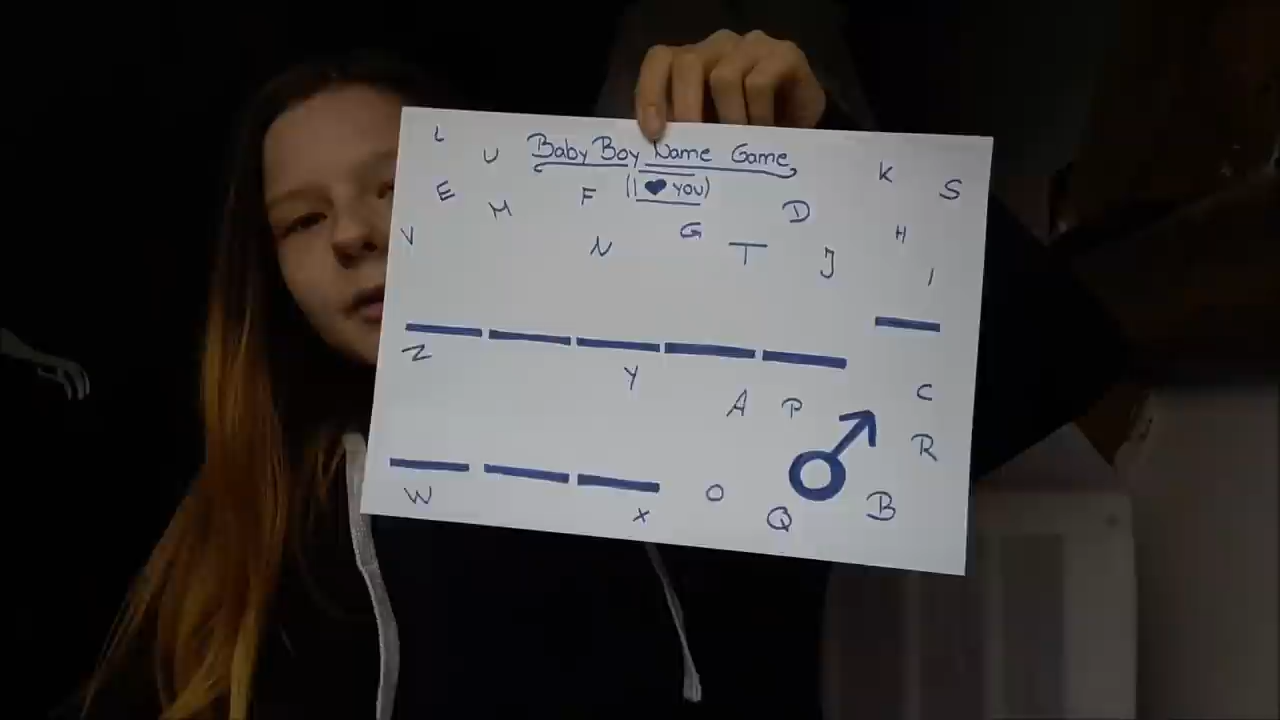 Baby Boy Name Game
(I ♥ YOU)
L U K S
E M F D
V N G T J H I
Z Y A P C
R
W X O Q B